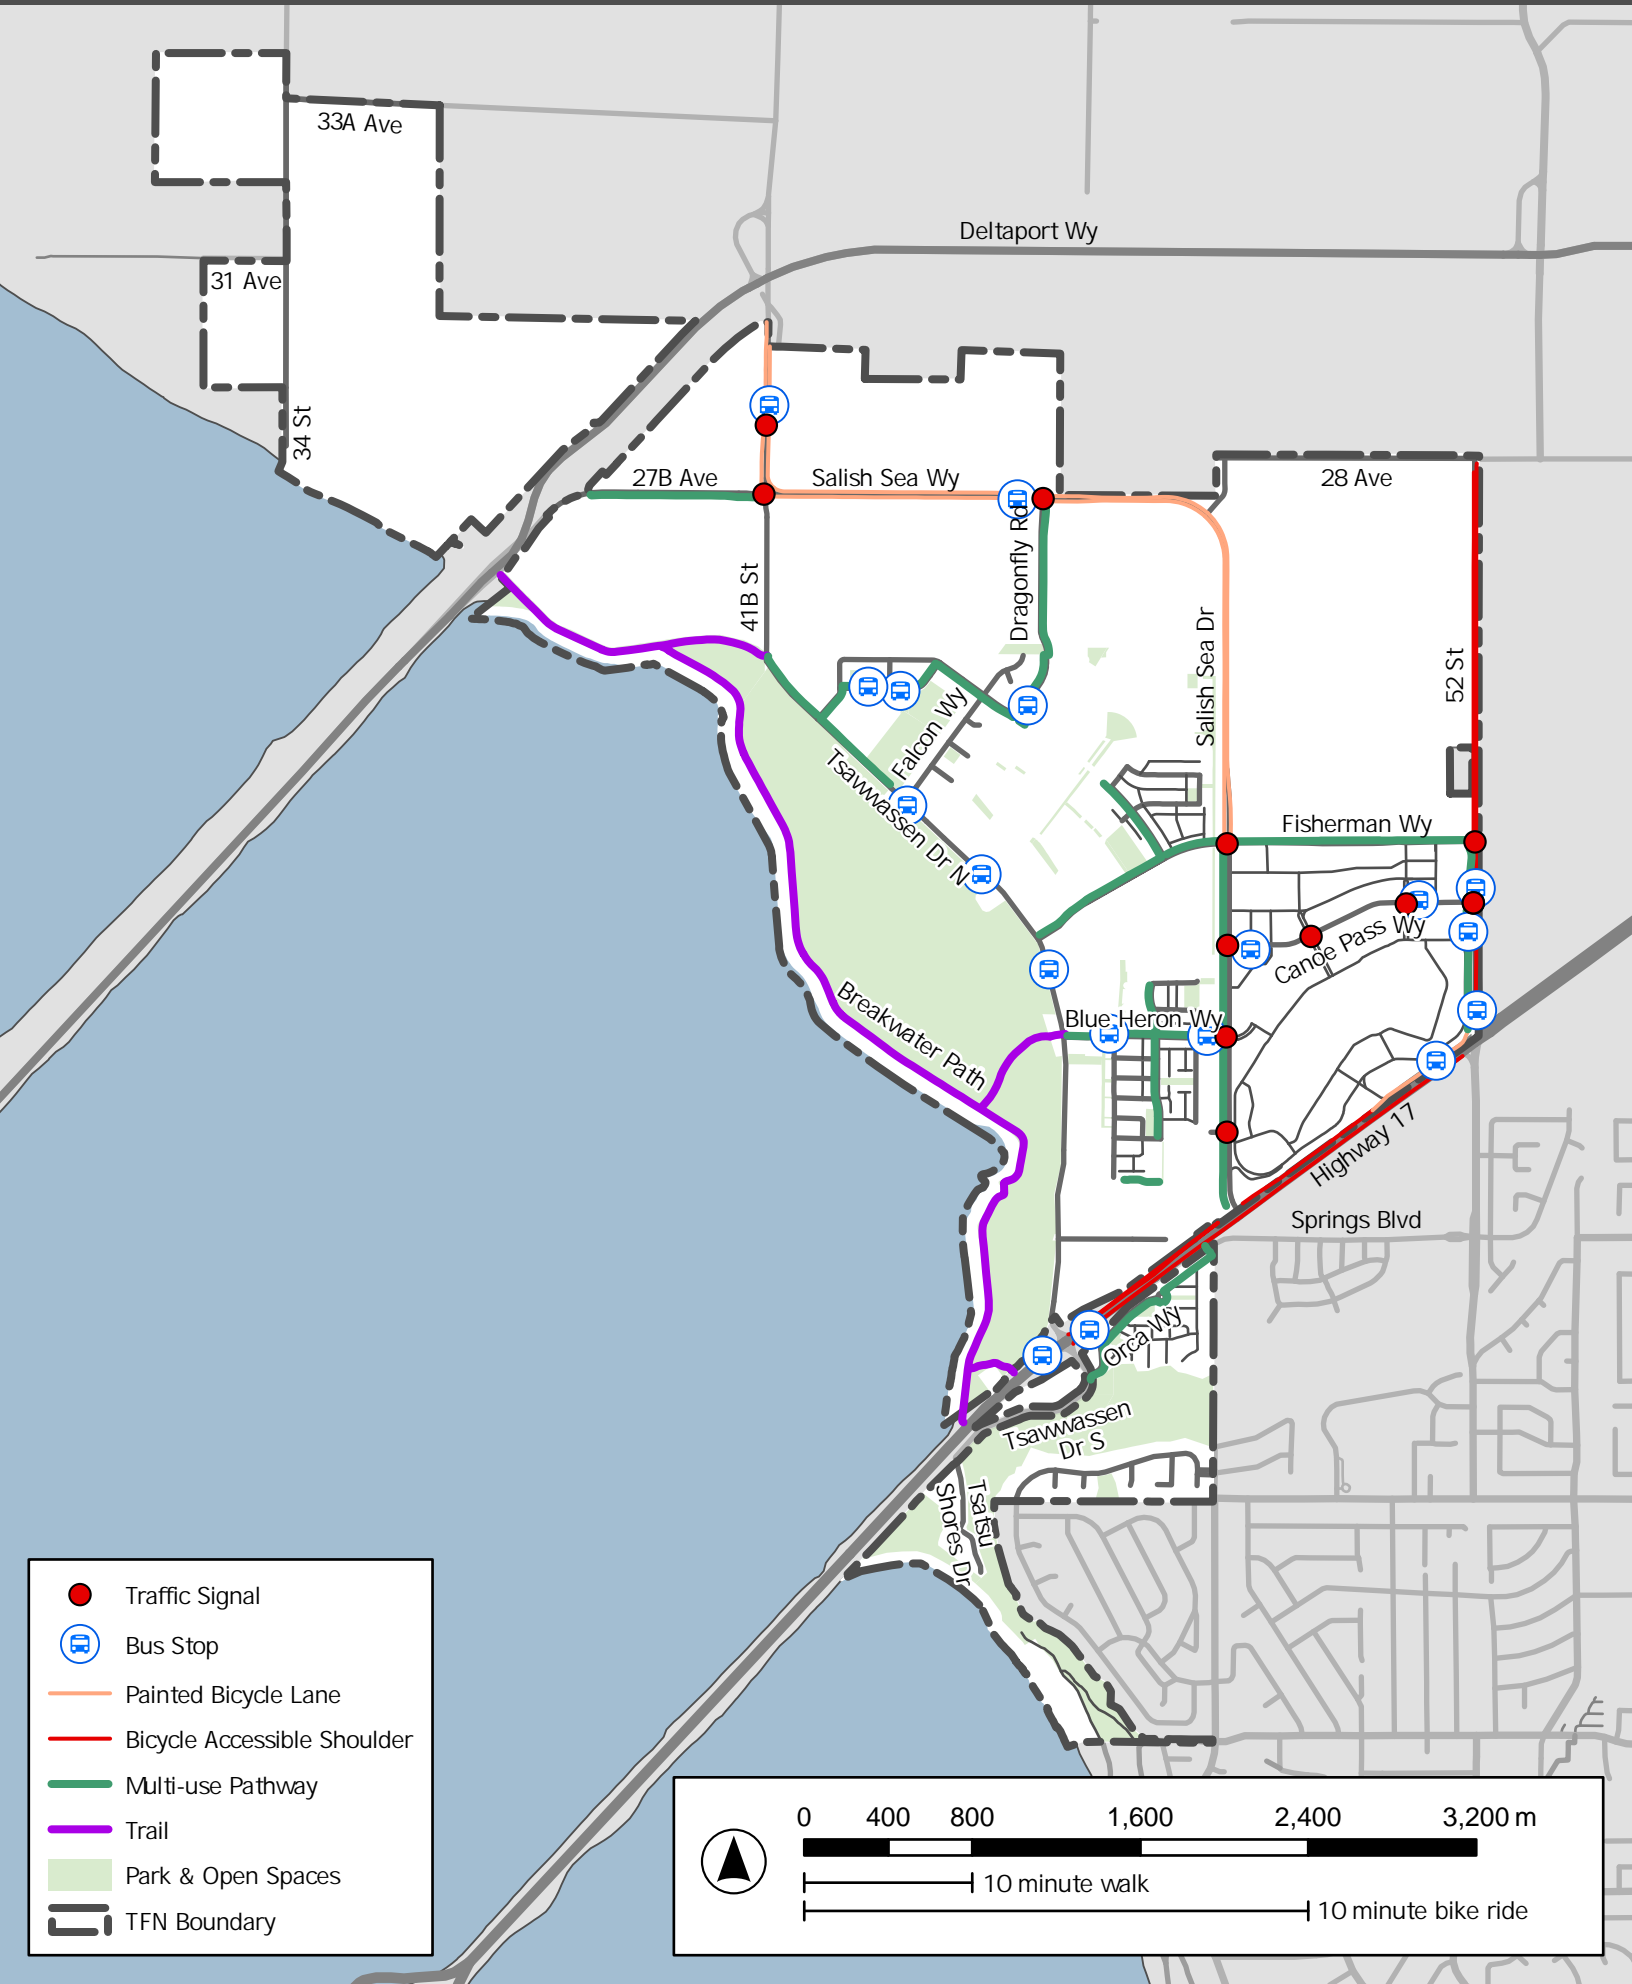 33A Ave
Deltaport Wy
31 Ave
34 St
27B Ave
Salish Sea Wy
28 Ave
Dragonfly Rd
41B St
Salish Sea Dr
52 St
Falcon Wy
Tsawwassen Dr N
Fisherman Wy
Canoe Pass Wy
Breakwater Path
Blue Heron Wy
Highway 17
Springs Blvd
Orca Wy
Tsawwassen
Dr S
Tsatsu
Shores Dr
Traffic Signal
Bus Stop
Painted Bicycle Lane
Bicycle Accessible Shoulder
Multi-use Pathway
Trail
Park & Open Spaces
TFN Boundary
0 400 800 1,600 2,400 3,200 m
10 minute walk
10 minute bike ride